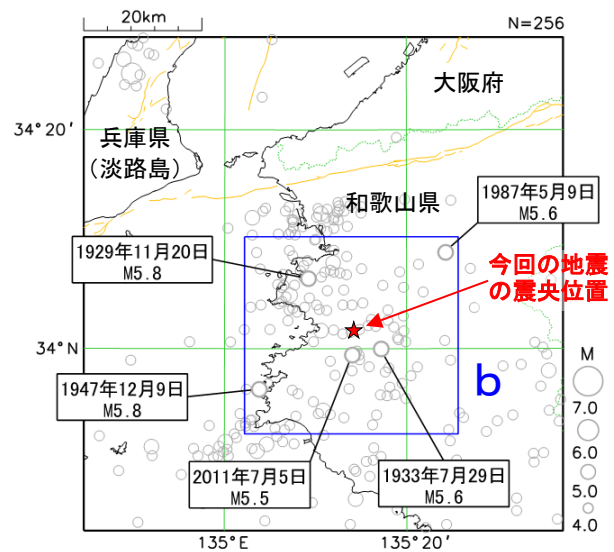 20km
N=256
大阪府
34°20'
兵庫県
(淡路島)
和歌山県
1987年5月9日
M5.6
1929年11月20日
M5.8
今回の地震
の震央位置
34°N
M
7.0
6.0
5.0
4.0
b
1947年12月9日
M5.8
2011年7月5日
M5.5
1933年7月29日
M5.6
135°E
135°20'